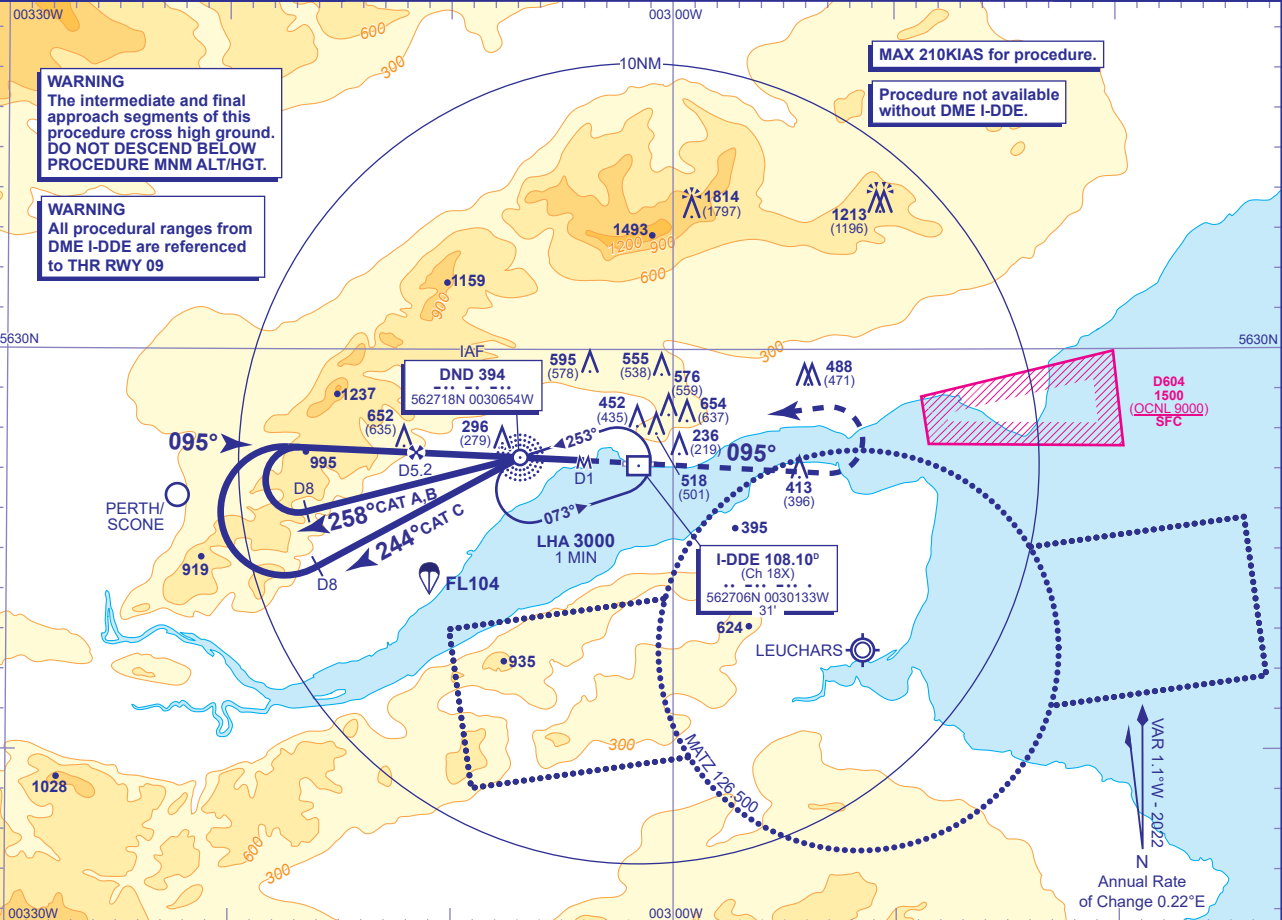 00330W
003 00W
600
300
10NM
MAX 210KIAS for procedure.
WARNING
The intermediate and final
approach segments of this
procedure cross high ground.
DO NOT DESCEND BELOW
PROCEDURE MNM ALT/HGT.
Procedure not available
without DME I-DDE.
WARNING
All procedural ranges from
DME I-DDE are referenced
to THR RWY 09
1814
(1797)
1213
(1196)
1493
1200
900
600
1159
900
5630N
5630N
300
IAF
DND 394
562718N 0030654W
595
(578)
555
(538)
576
(559)
488
(471)
D604
1500
(OCNL 9000)
SFC
1237
652
(635)
296
(279)
452
(435)
654
(637)
236
(219)
095°
995
D5.2
253°
D1
095°
518
(501)
413
(396)
D8
258° CAT A,B
244° CAT C
073°
PERTH/
SCONE
LHA 3000
1 MIN
395
919
D8
FL104
I-DDE 108.10D
(Ch 18X)
562706N 0030133W
31'
624
LEUCHARS
935
300
MATZ 126.500
1028
VAR 1.1°W - 2022
600
300
N
Annual Rate
of Change 0.22°E
00330W
003 00W